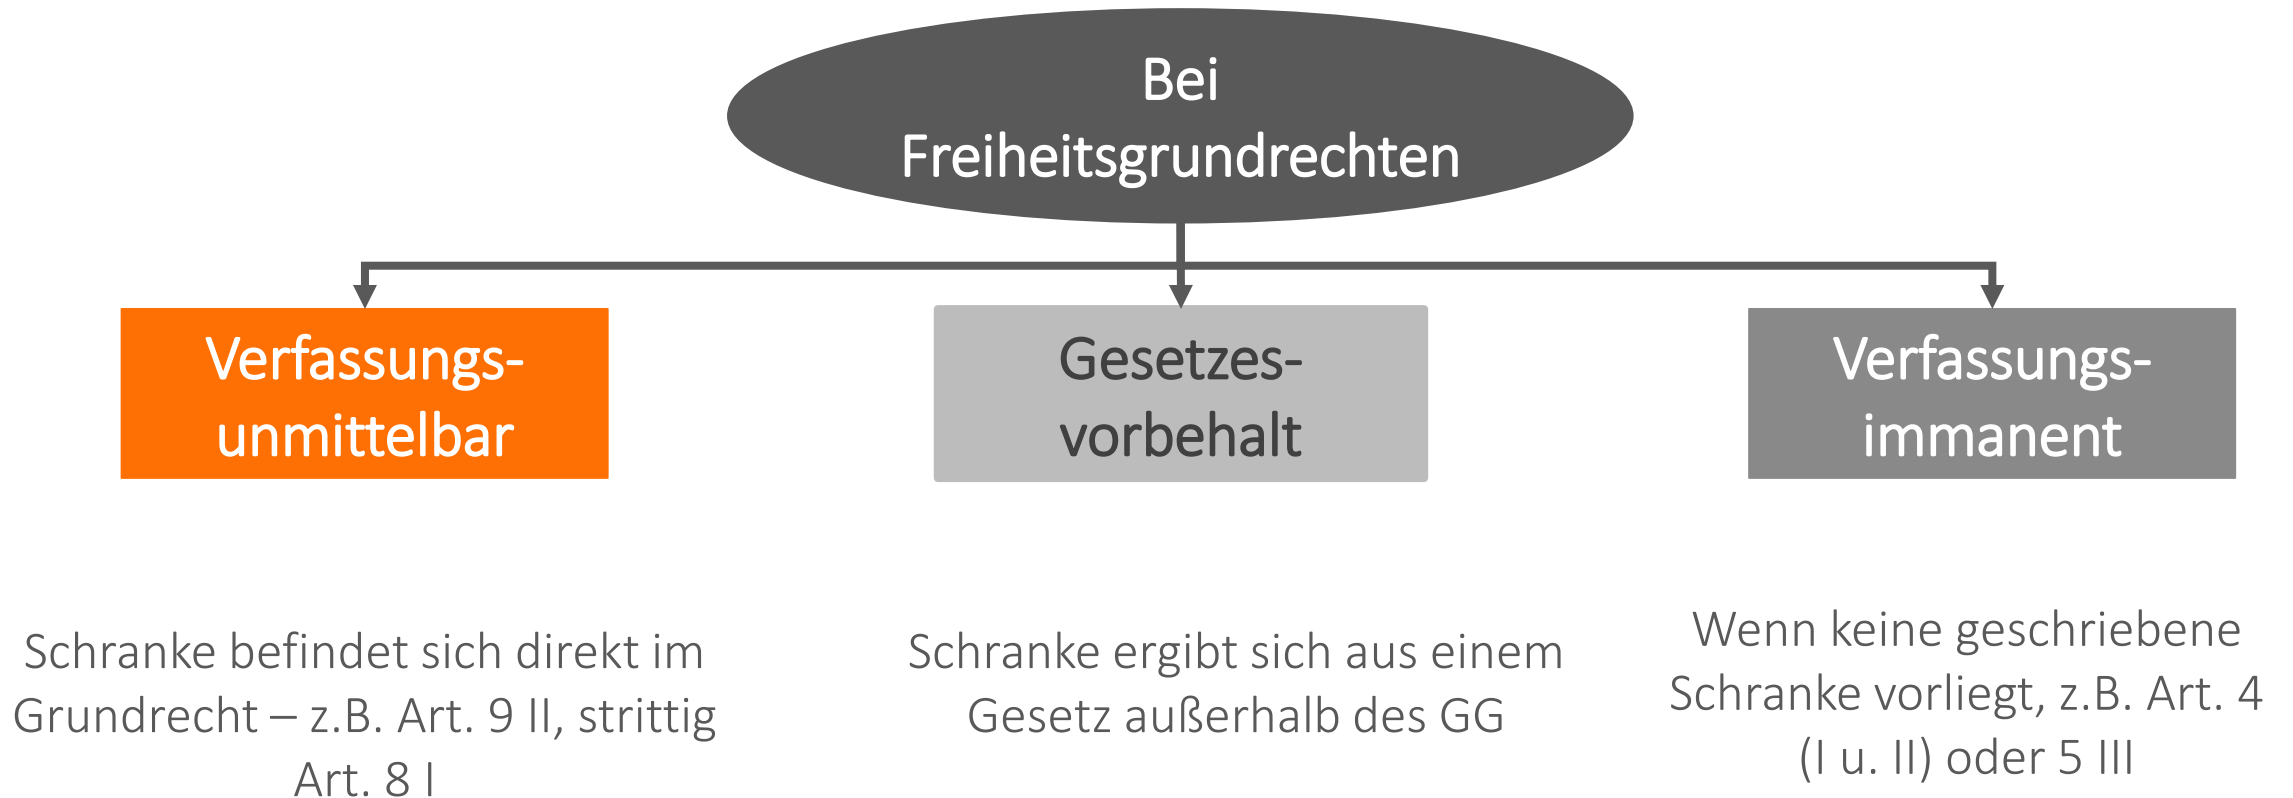 Bei
Freiheitsgrundrechten
Verfassungs-
unmittelbar
Gesetzes-
vorbehalt
Verfassungs-
immanent
Schranke befindet sich direkt im
Grundrecht – z.B. Art. 9 II, strittig
Art. 8 I
Schranke ergibt sich aus einem
Gesetz außerhalb des GG
Wenn keine geschriebene
Schranke vorliegt, z.B. Art. 4
(I u. II) oder 5 III